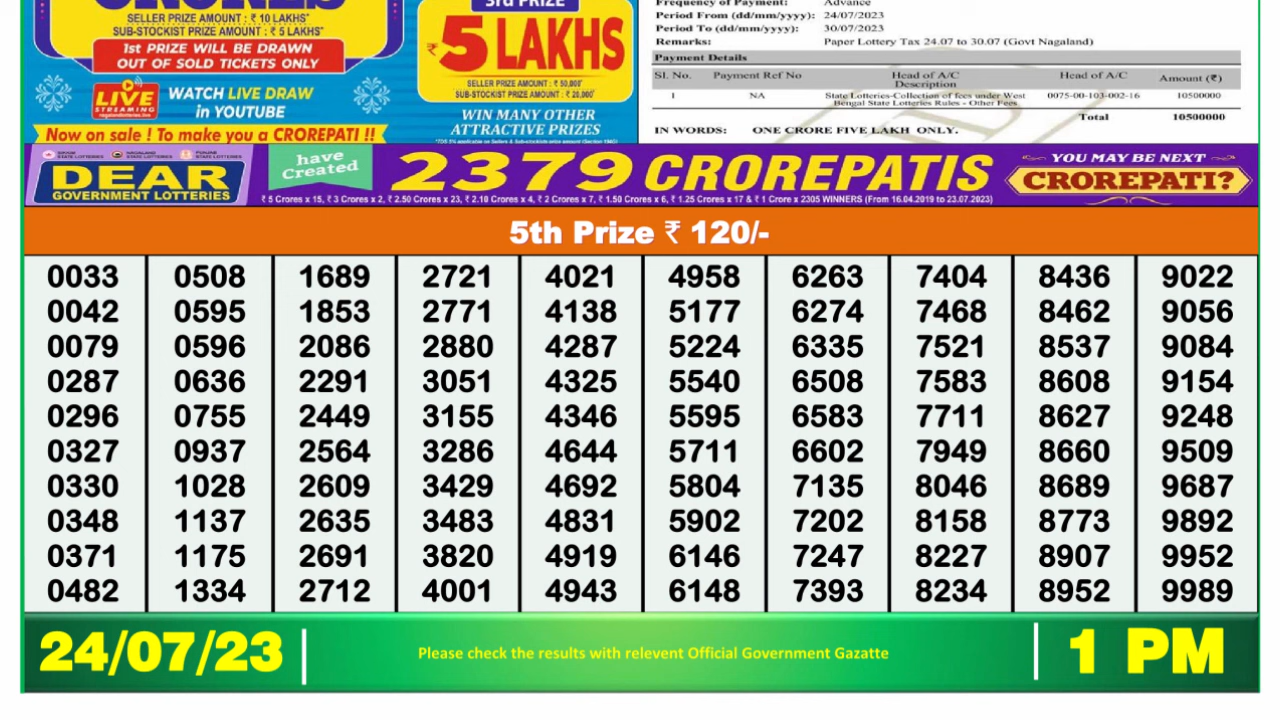 CRORES
SELLER PRIZE AMOUNT : ₹ 10 LAKHS*
SUB-STOCKIST PRIZE AMOUNT : ₹ 5 LAKHS*
1st PRIZE WILL BE DRAWN
OUT OF SOLD TICKETS ONLY
LIVE
STREAMING
WATCH LIVE DRAW
in YOUTUBE
Now on sale ! To make you a CROREPATI !!
3rd PRIZE
₹5 LAKHS
SELLER PRIZE AMOUNT : ₹ 50,000*
SUB-STOCKIST PRIZE AMOUNT : ₹ 20,000*
WIN MANY OTHER
ATTRACTIVE PRIZES
Frequency of Payment: Advance
Period From (dd/mm/yyyy): 24/07/2023
Period To (dd/mm/yyyy): 30/07/2023
Remarks: Paper Lottery Tax 24.07 to 30.07 (Govt Nagaland)
Payment Details
Sl. No. Payment Ref No Head of A/C Description Head of A/C Amount (₹)
1 NA State Lotteries-Collection of fees under West Bengal State Lotteries Rules - Other Fees 0075-00-103-002-16 10500000
Total 10500000
IN WORDS: ONE CRORE FIVE LAKH ONLY.
DEAR
GOVERNMENT LOTTERIES
have
Created
2379 CROREPATIS
₹ 5 Crores x 15, ₹ 3 Crores x 2, ₹ 2.50 Crores x 23, ₹ 2.10 Crores x 4, ₹ 2 Crores x 7, ₹ 1.50 Crores x 6, ₹ 1.25 Crores x 17 & ₹ 1 Crore x 2305 WINNERS (From 16.04.2019 to 23.07.2023)
YOU MAY BE NEXT
CROREPATI?
5th Prize ₹ 120/-
0033 0508 1689 2721 4021 4958 6263 7404 8436 9022
0042 0595 1853 2771 4138 5177 6274 7468 8462 9056
0079 0596 2086 2880 4287 5224 6335 7521 8537 9084
0287 0636 2291 3051 4325 5540 6508 7583 8608 9154
0296 0755 2449 3155 4346 5595 6583 7711 8627 9248
0327 0937 2564 3286 4644 5711 6602 7949 8660 9509
0330 1028 2609 3429 4692 5804 7135 8046 8689 9687
0348 1137 2635 3483 4831 5902 7202 8158 8773 9892
0371 1175 2691 3820 4919 6146 7247 8227 8907 9952
0482 1334 2712 4001 4943 6148 7393 8234 8952 9989
24/07/23
Please check the results with relevent Official Government Gazatte
1 PM